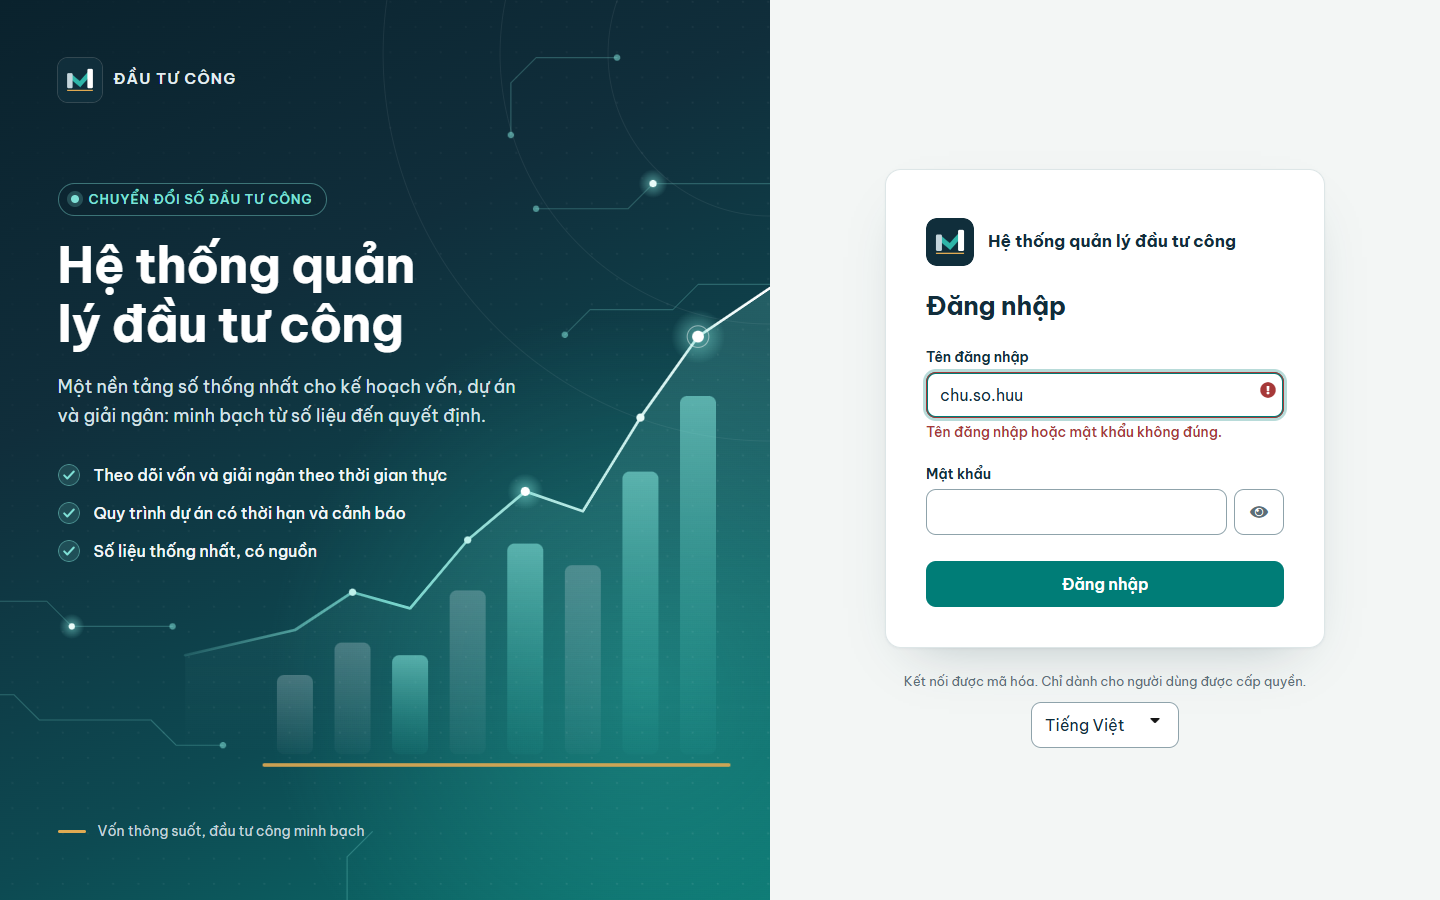 ĐẦU TƯ CÔNG
CHUYỂN ĐỔI SỐ ĐẦU TƯ CÔNG
Hệ thống quản
lý đầu tư công
Một nền tảng số thống nhất cho kế hoạch vốn, dự án
và giải ngân: minh bạch từ số liệu đến quyết định.
Theo dõi vốn và giải ngân theo thời gian thực
Quy trình dự án có thời hạn và cảnh báo
Số liệu thống nhất, có nguồn
Vốn thông suốt, đầu tư công minh bạch
Hệ thống quản lý đầu tư công
Đăng nhập
Tên đăng nhập
chu.so.huu
Tên đăng nhập hoặc mật khẩu không đúng.
Mật khẩu
Đăng nhập
Kết nối được mã hóa. Chỉ dành cho người dùng được cấp quyền.
Tiếng Việt